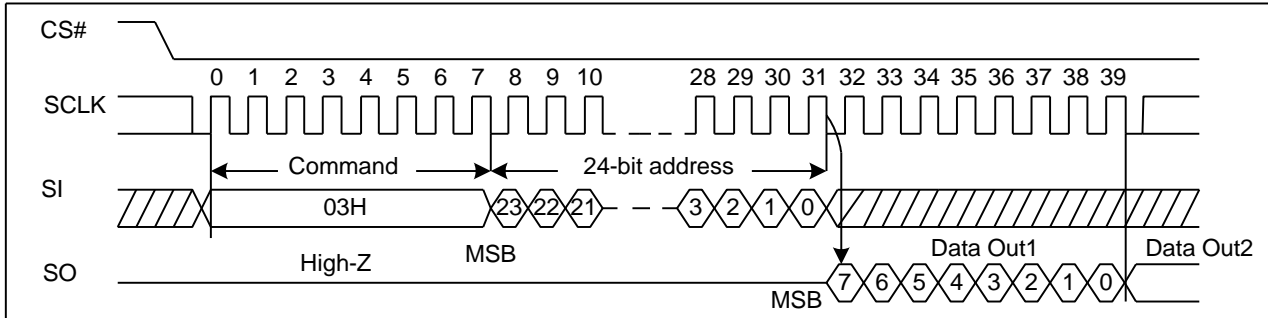 CS#
0 1 2 3 4 5 6 7 8 9 10 28 29 30 31 32 33 34 35 36 37 38 39
SCLK
Command 24-bit address
SI
03H 23 22 21 3 2 1 0
High-Z MSB Data Out1 Data Out2
SO
MSB 7 6 5 4 3 2 1 0